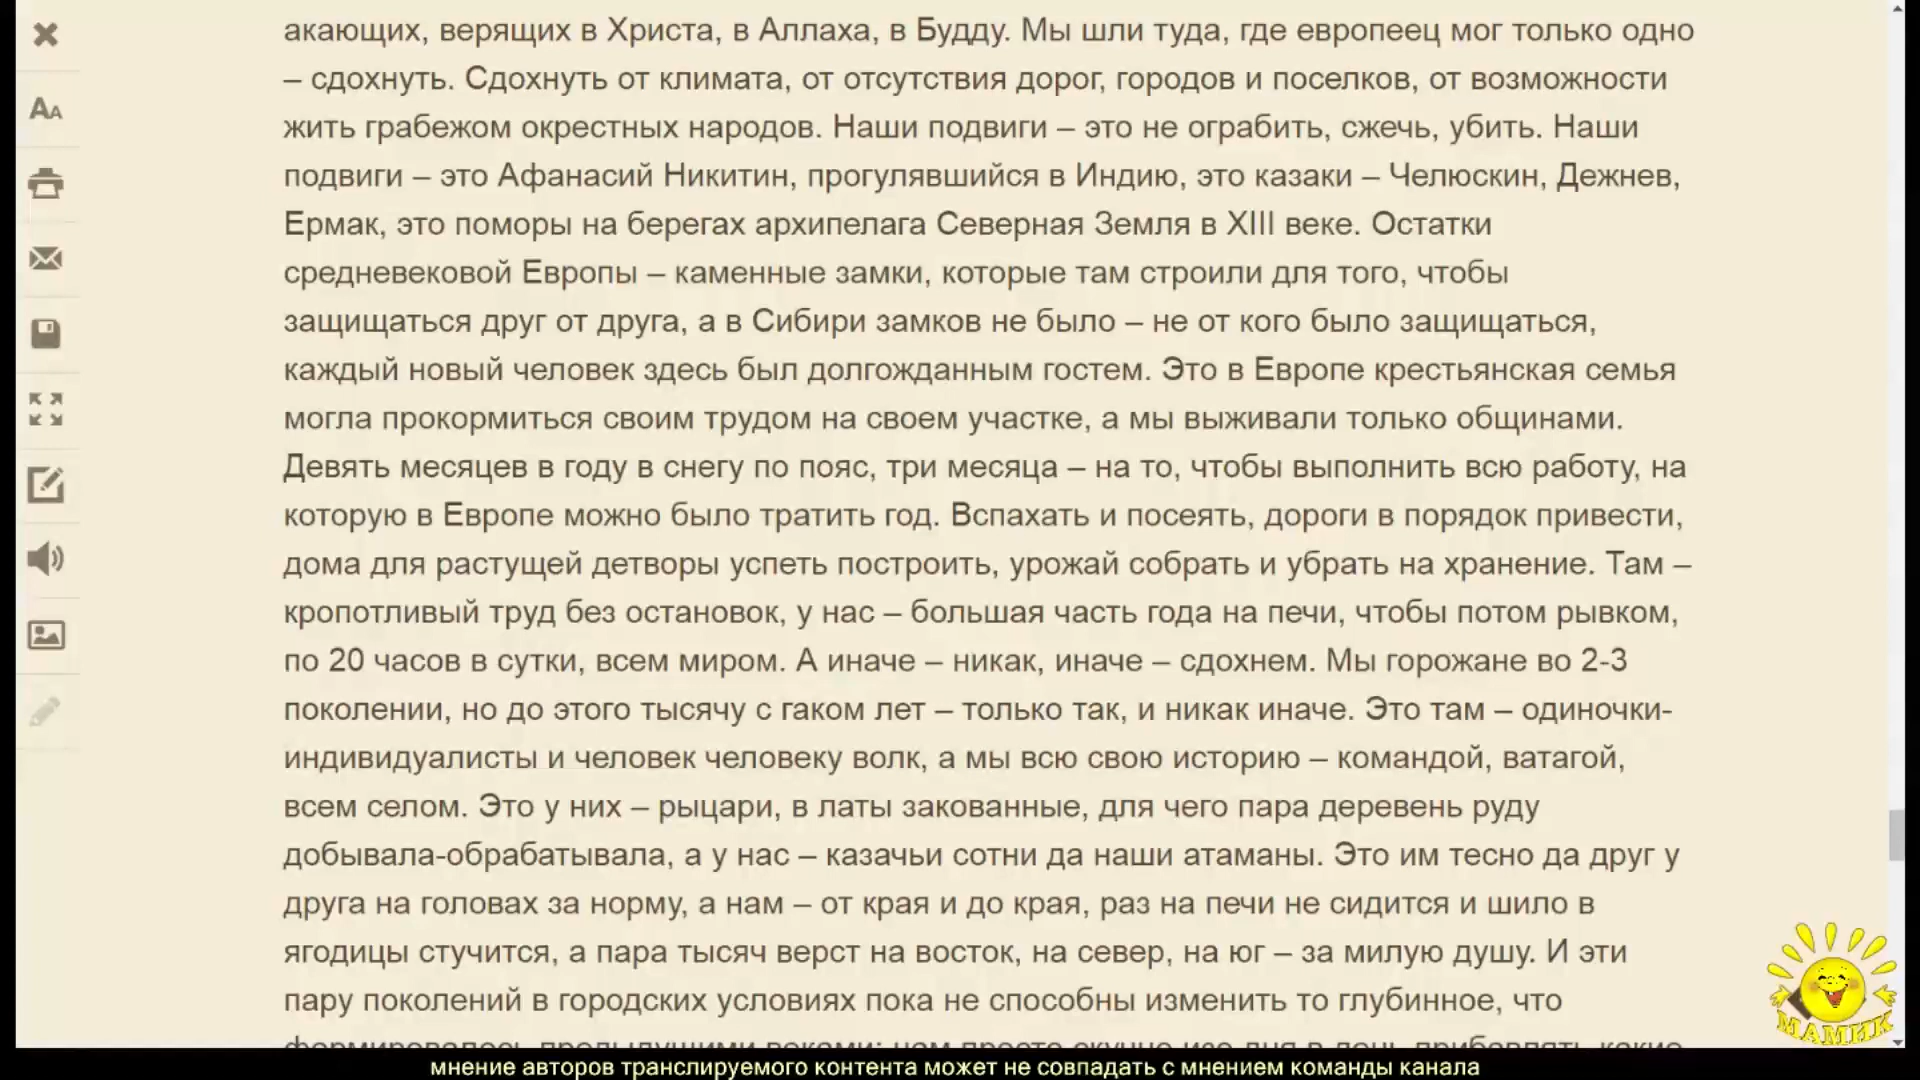 акающих, верящих в Христа, в Аллаха, в Будду. Мы шли туда, где европеец мог только одно
– сдохнуть. Сдохнуть от климата, от отсутствия дорог, городов и поселков, от возможности
жить грабежом окрестных народов. Наши подвиги – это не ограбить, сжечь, убить. Наши
подвиги – это Афанасий Никитин, прогулявшийся в Индию, это казаки – Челюскин, Дежнев,
Ермак, это поморы на берегах архипелага Северная Земля в XIII веке. Остатки
средневековой Европы – каменные замки, которые там строили для того, чтобы
защищаться друг от друга, а в Сибири замков не было – не от кого было защищаться,
каждый новый человек здесь был долгожданным гостем. Это в Европе крестьянская семья
могла прокормиться своим трудом на своем участке, а мы выживали только общинами.
Девять месяцев в году в снегу по пояс, три месяца – на то, чтобы выполнить всю работу, на
которую в Европе можно было тратить год. Вспахать и посеять, дороги в порядок привести,
дома для растущей детворы успеть построить, урожай собрать и убрать на хранение. Там –
кропотливый труд без остановок, у нас – большая часть года на печи, чтобы потом рывком,
по 20 часов в сутки, всем миром. А иначе – никак, иначе – сдохнем. Мы горожане во 2-3
поколении, но до этого тысячу с гаком лет – только так, и никак иначе. Это там – одиночки-
индивидуалисты и человек человеку волк, а мы всю свою историю – командой, ватагой,
всем селом. Это у них – рыцари, в латы закованные, для чего пара деревень руду
добывала-обрабатывала, а у нас – казачьи сотни да наши атаманы. Это им тесно да друг у
друга на головах за норму, а нам – от края и до края, раз на печи не сидится и шило в
ягодицы стучится, а пара тысяч верст на восток, на север, на юг – за милую душу. И эти
пару поколений в городских условиях пока не способны изменить то глубинное, что
формировалось предыдущими веками: нам просто скучно изо дня в день прибавлять какие
МАМИК
мнение авторов транслируемого контента может не совпадать с мнением команды канала